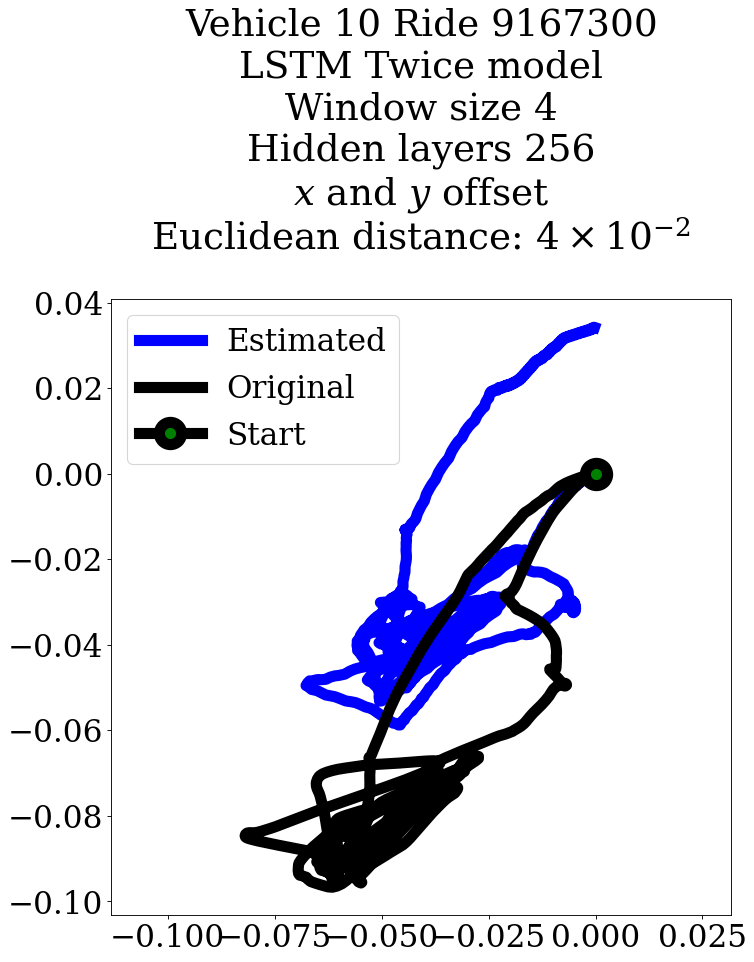 Vehicle 10 Ride 9167300
LSTM Twice model
Window size 4
Hidden layers 256
x and y offset
Euclidean distance: 4 × 10⁻²
Estimated
Original
Start
0.04
0.02
0.00
−0.02
−0.04
−0.06
−0.08
−0.10
−0.100 −0.075 −0.050 −0.025 0.000 0.025